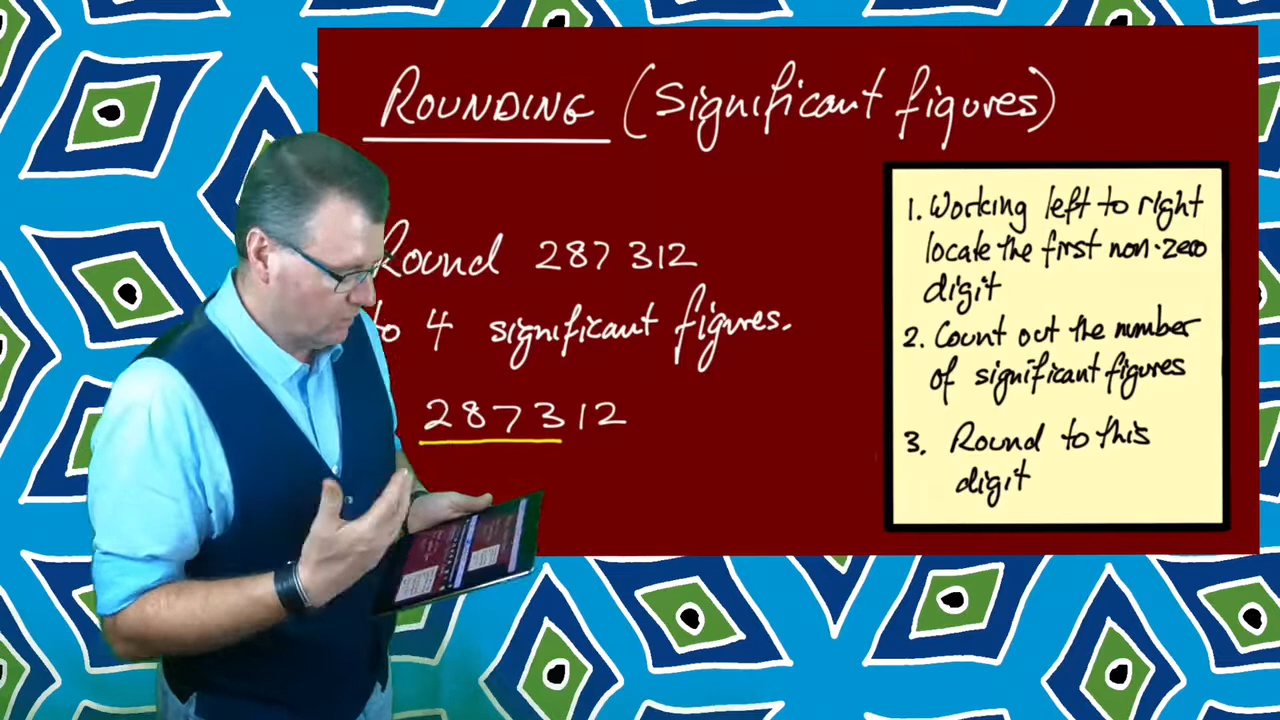 ROUNDING (Significant figures)
Round 287 312
to 4 significant figures.
287312
1. Working left to right
locate the first non-zero
digit
2. Count out the number
of significant figures
3. Round to this
digit